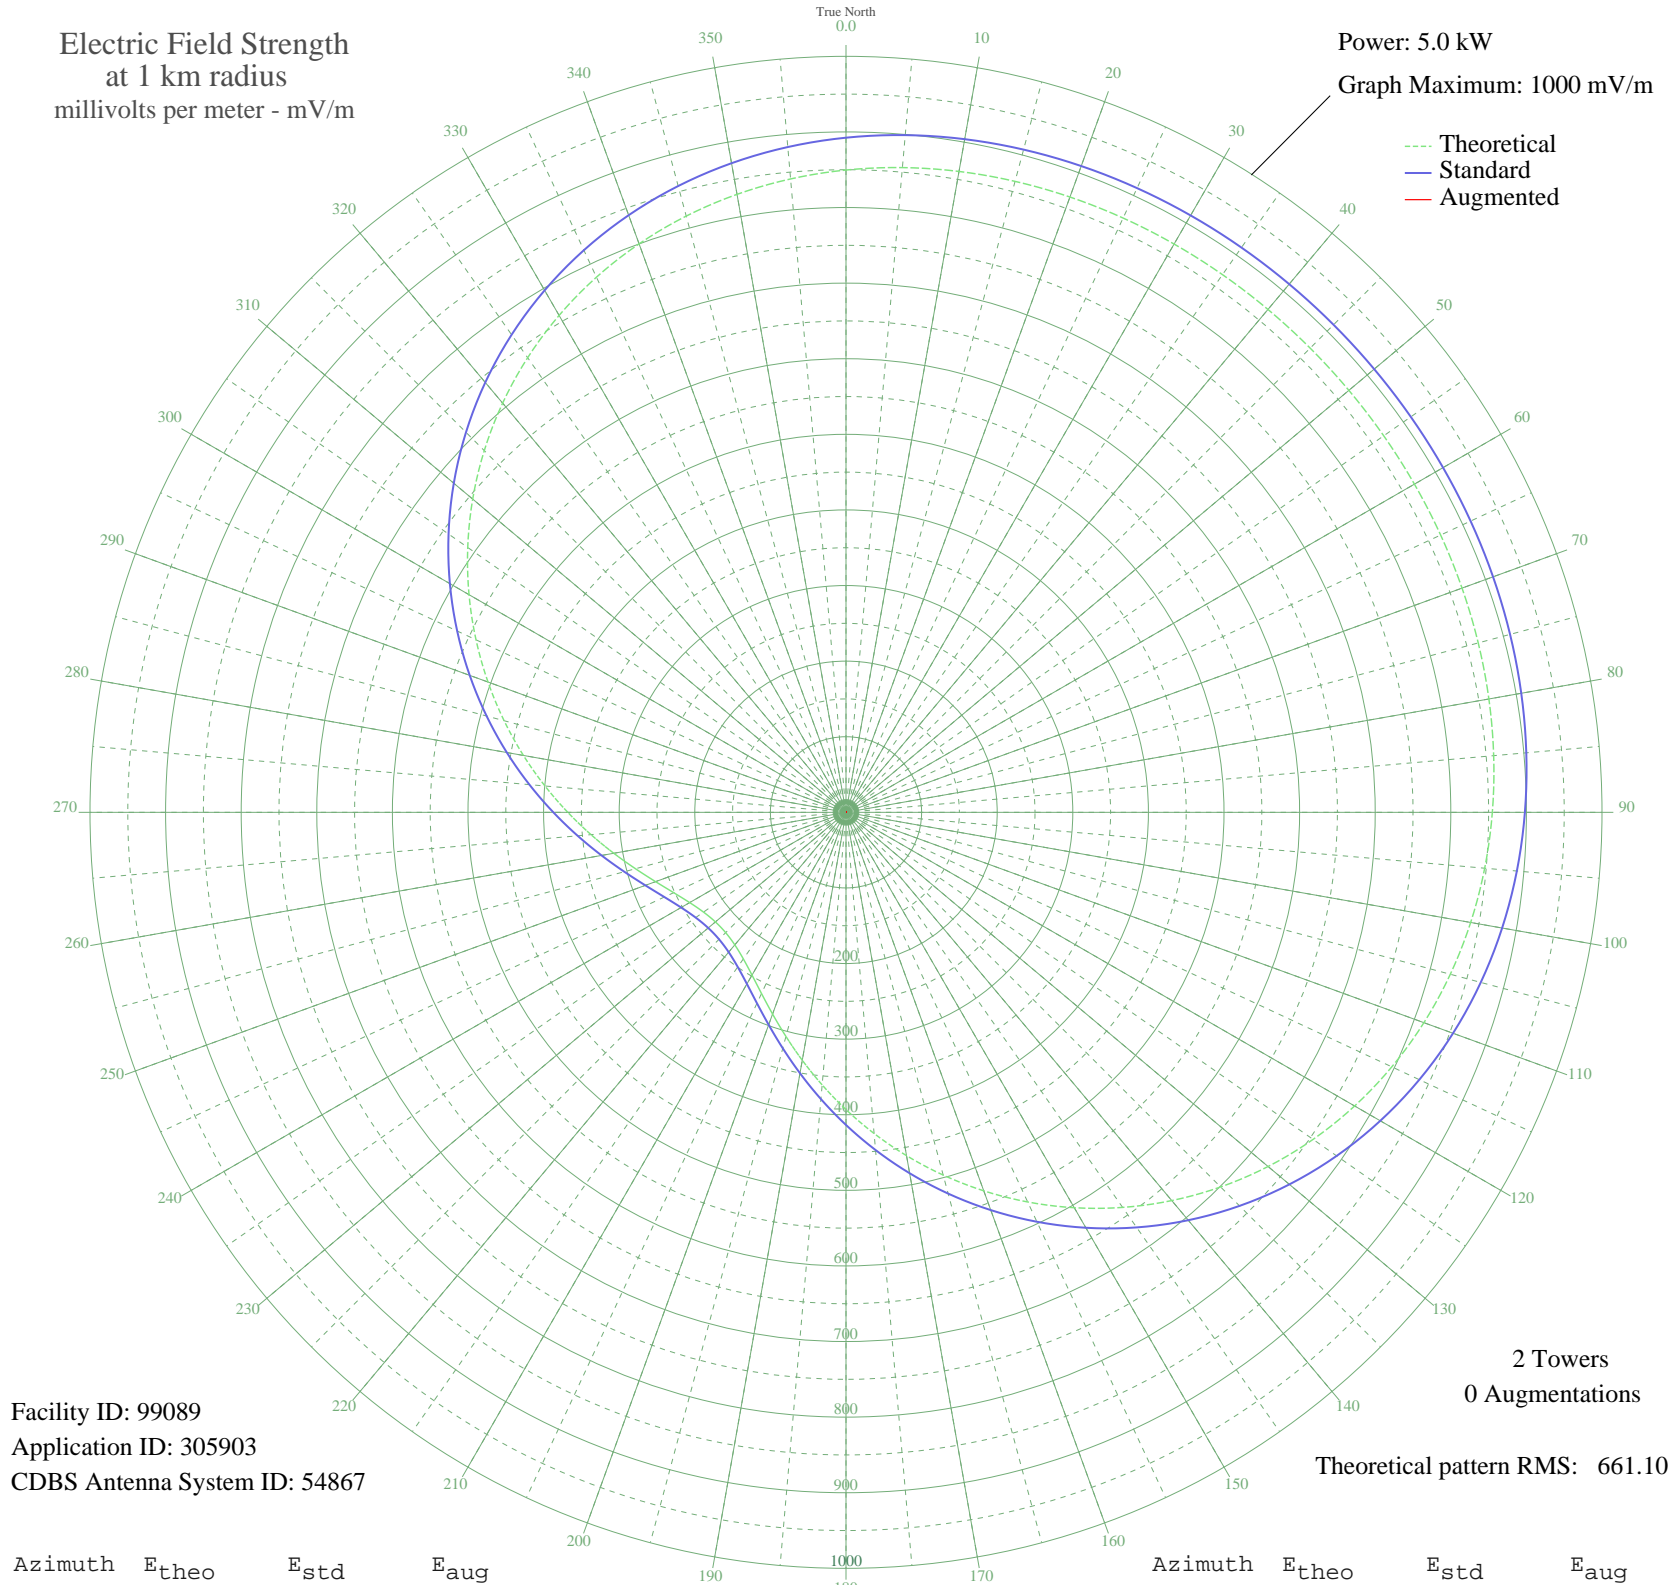 True North
0.0
Electric Field Strength
at 1 km radius
millivolts per meter - mV/m
Power: 5.0 kW
Graph Maximum: 1000 mV/m
Theoretical
Standard
Augmented
10
20
30
40
50
60
70
80
90
100
110
120
130
140
150
160
170
190
200
210
220
230
240
250
260
270
280
290
300
310
320
330
340
350
200
300
400
500
600
700
800
900
1000
180
2 Towers
0 Augmentations
Theoretical pattern RMS: 661.10
Facility ID: 99089
Application ID: 305903
CDBS Antenna System ID: 54867
Azimuth Etheo Estd Eaug Azimuth Etheo Estd Eaug